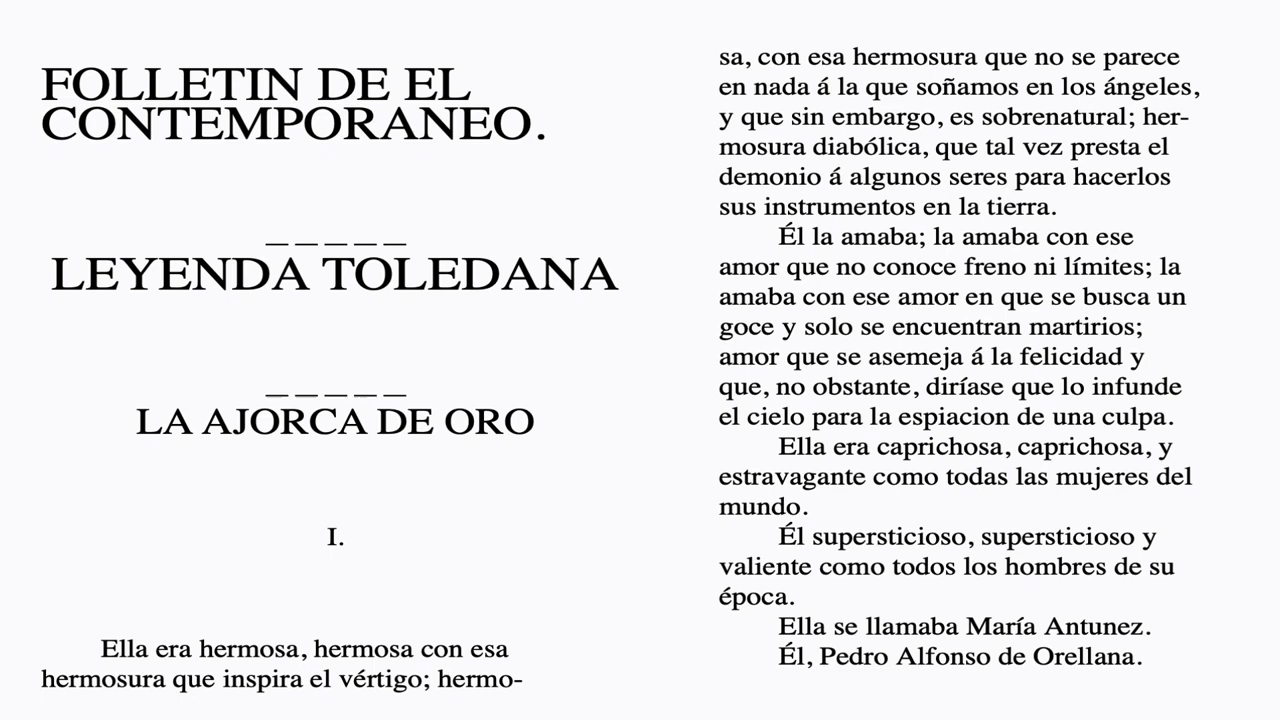 FOLLETIN DE EL
CONTEMPORANEO.
_ _ _ _ _
LEYENDA TOLEDANA
_ _ _ _ _
LA AJORCA DE ORO
I.
Ella era hermosa, hermosa con esa
hermosura que inspira el vértigo; hermo-
sa, con esa hermosura que no se parece
en nada á la que soñamos en los ángeles,
y que sin embargo, es sobrenatural; her-
mosura diabólica, que tal vez presta el
demonio á algunos seres para hacerlos
sus instrumentos en la tierra.
Él la amaba; la amaba con ese
amor que no conoce freno ni límites; la
amaba con ese amor en que se busca un
goce y solo se encuentran martirios;
amor que se asemeja á la felicidad y
que, no obstante, diríase que lo infunde
el cielo para la espiacion de una culpa.
Ella era caprichosa, caprichosa, y
estravagante como todas las mujeres del
mundo.
Él supersticioso, supersticioso y
valiente como todos los hombres de su
época.
Ella se llamaba María Antunez.
Él, Pedro Alfonso de Orellana.